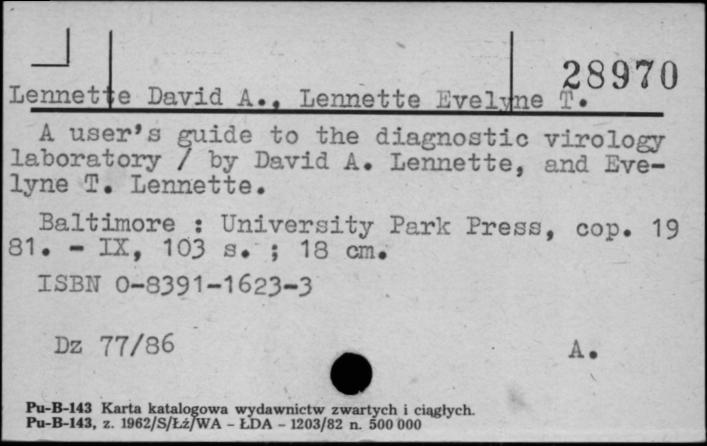 28970
Lennette David A., Lennette Evelyne T.
A user's guide to the diagnostic virology
laboratory / by David A. Lennette, and Eve-
lyne T. Lennette.
Baltimore : University Park Press, cop. 19
81. - IX, 103 s. ; 18 cm.
ISBN 0-8391-1623-3
Dz 77/86 A.
Pu-B-143 Karta katalogowa wydawnictw zwartych i ciągłych.
Pu-B-143, z. 1962/S/Łź/WA - ŁDA - 1203/82 n. 500 000